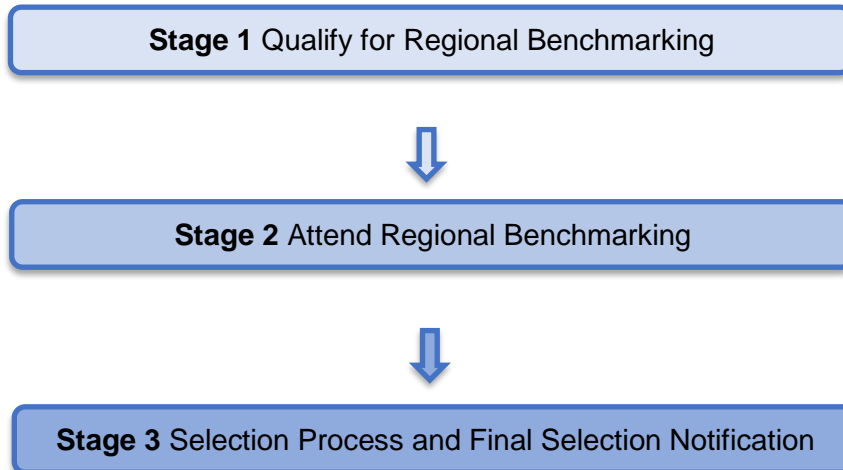 Stage 1 Qualify for Regional Benchmarking
Stage 2 Attend Regional Benchmarking
Stage 3 Selection Process and Final Selection Notification